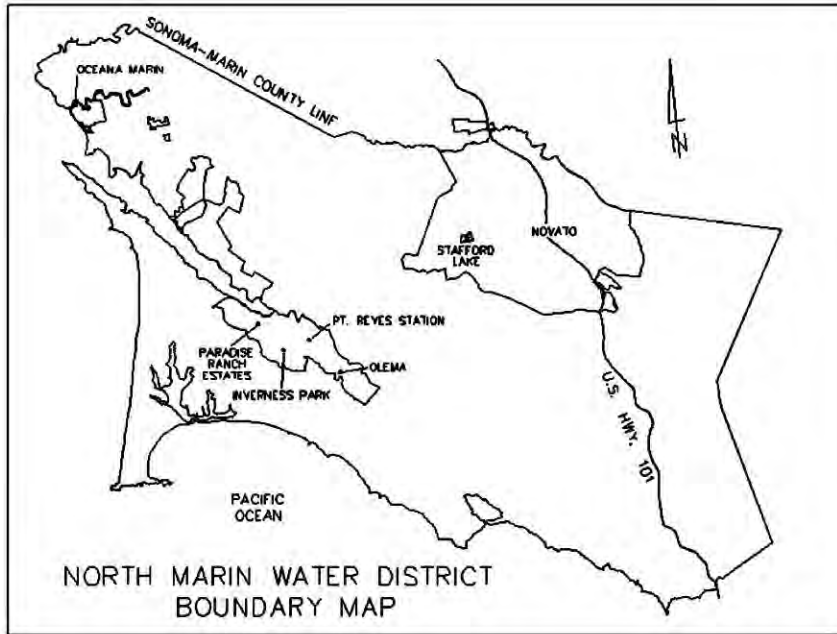 SONOMA-MARIN COUNTY LINE
OCEANA MARIN
N
NOVATO
STAFFORD
LAKE
PT. REYES STATION
PARADISE
RANCH
ESTATES
OLEMA
INVERNESS PARK
U.S. HWY. 101
PACIFIC
OCEAN
NORTH MARIN WATER DISTRICT
BOUNDARY MAP